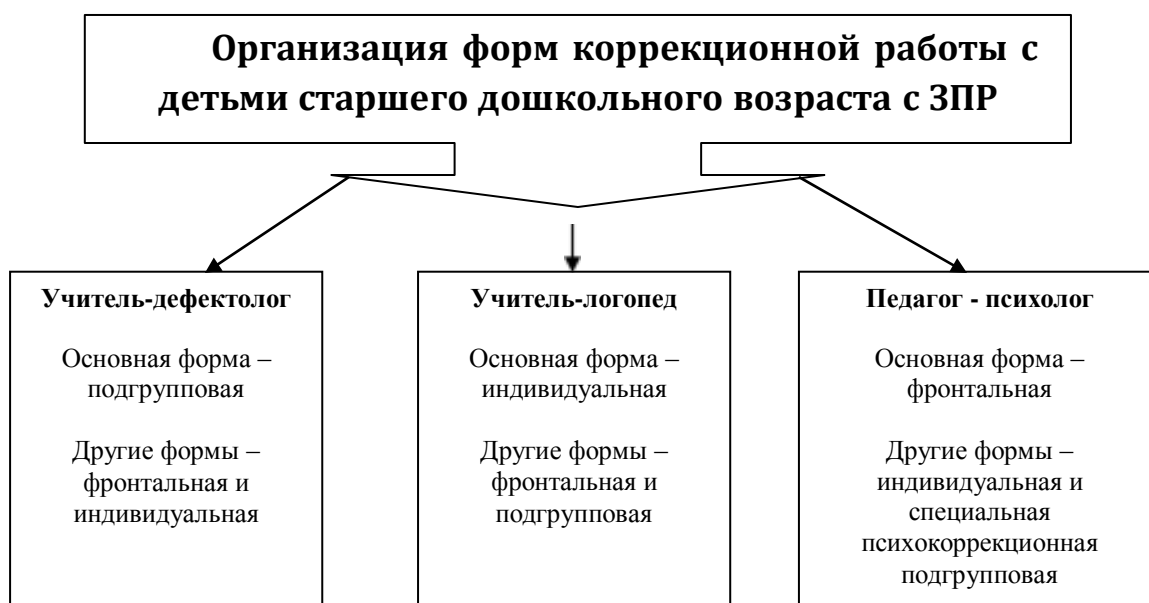 Организация форм коррекционной работы с
детьми старшего дошкольного возраста с ЗПР
Учитель-дефектолог
Основная форма –
подгрупповая
Другие формы –
фронтальная и
индивидуальная
Учитель-логопед
Основная форма –
индивидуальная
Другие формы –
фронтальная и
подгрупповая
Педагог - психолог
Основная форма –
фронтальная
Другие формы –
индивидуальная и
специальная
психокоррекционная
подгрупповая